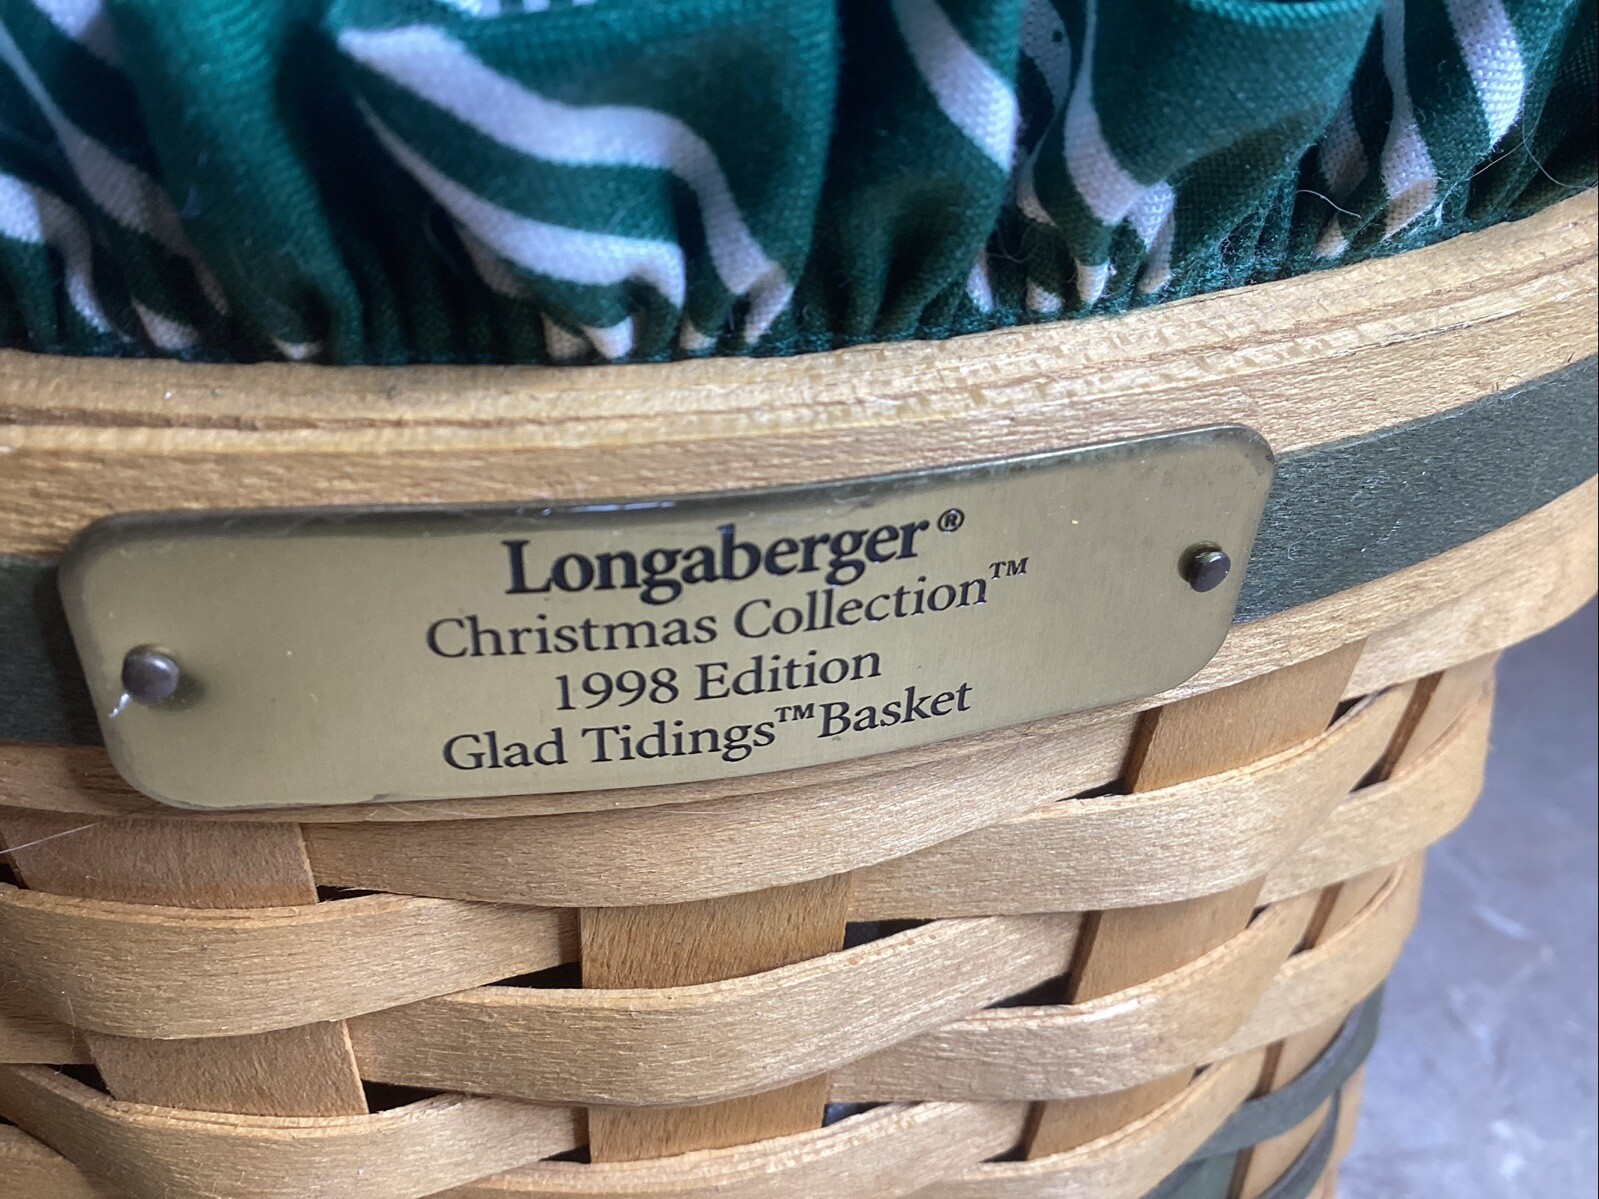 Longaberger®
Christmas Collection™
1998 Edition
Glad Tidings™ Basket